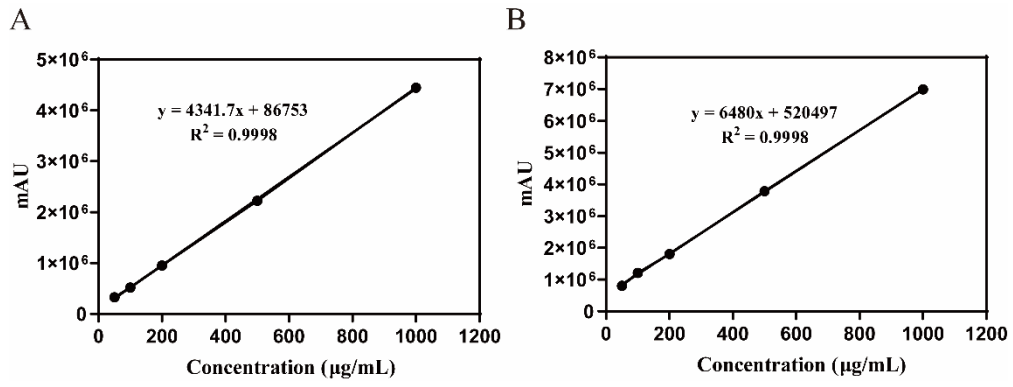 A
5×10⁶
4×10⁶
3×10⁶
2×10⁶
1×10⁶
0
mAU
y = 4341.7x + 86753
R² = 0.9998
0 200 400 600 800 1000 1200
Concentration (μg/mL)
B
8×10⁶
7×10⁶
6×10⁶
5×10⁶
4×10⁶
3×10⁶
2×10⁶
1×10⁶
0
mAU
y = 6480x + 520497
R² = 0.9998
0 200 400 600 800 1000 1200
Concentration (μg/mL)